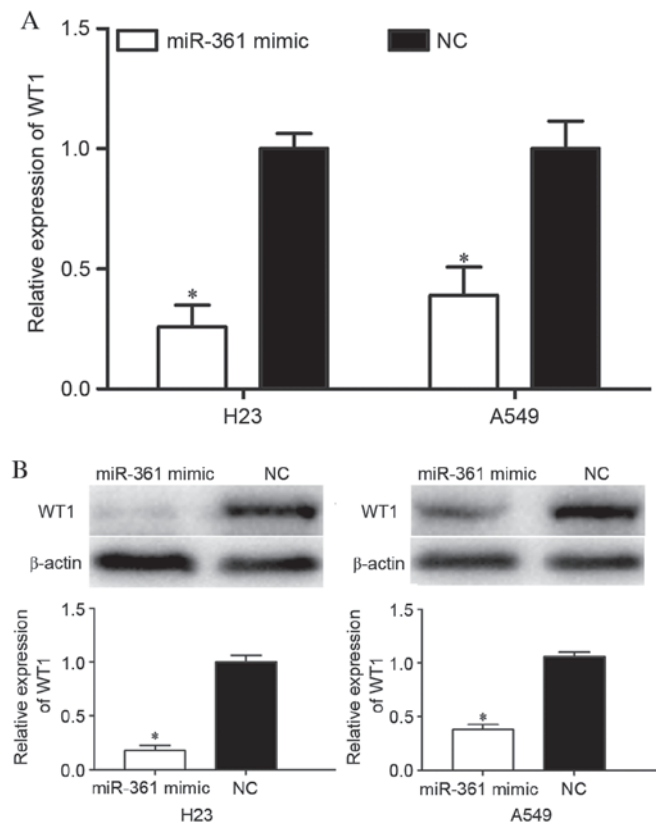 A
miR-361 mimic NC
Relative expression of WT1
1.5
1.0
0.5
0.0
*
*
H23 A549
B
miR-361 mimic NC
WT1
β-actin
Relative expression
of WT1
1.5
1.0
0.5
0.0
*
miR-361 mimic NC
H23
miR-361 mimic NC
WT1
β-actin
Relative expression
of WT1
1.5
1.0
0.5
0.0
*
miR-361 mimic NC
A549